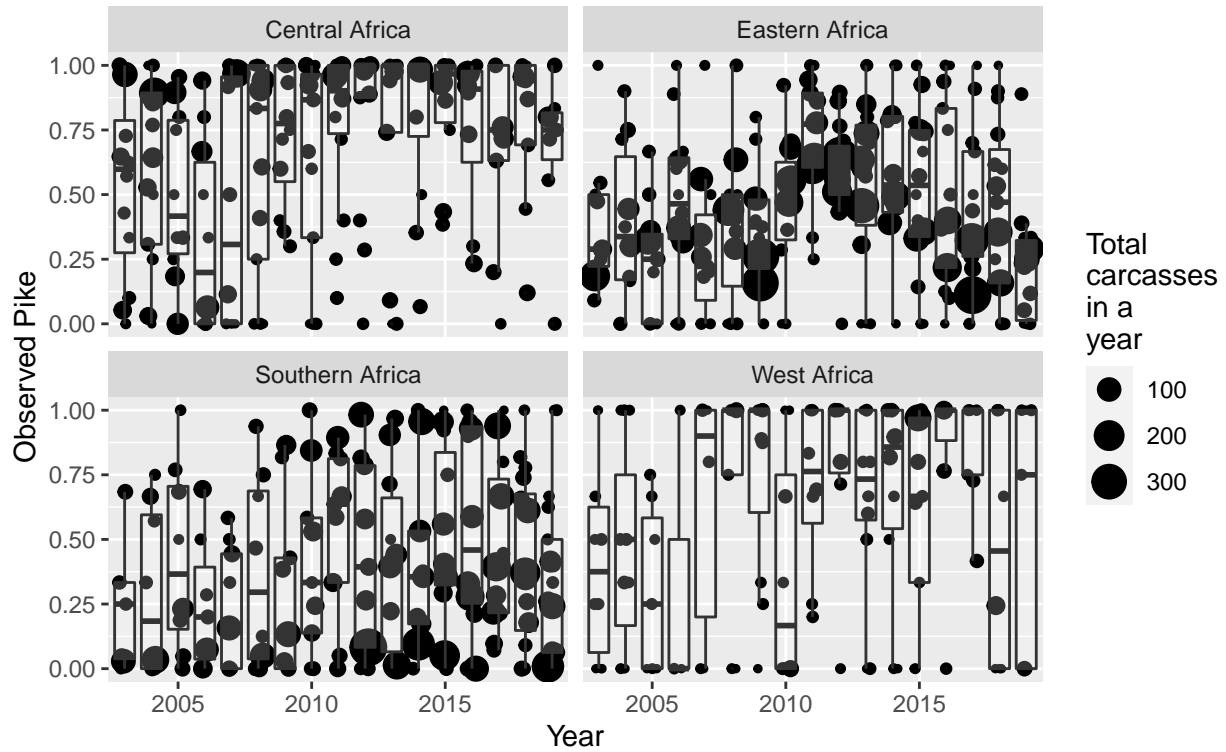 Central Africa
Eastern Africa
1.00
0.75
0.50
0.25
0.00
Southern Africa
West Africa
1.00
0.75
0.50
0.25
0.00
2005
2010
2015
2005
2010
2015
Year
Observed Pike
Total
carcasses
in a
year
100
200
300